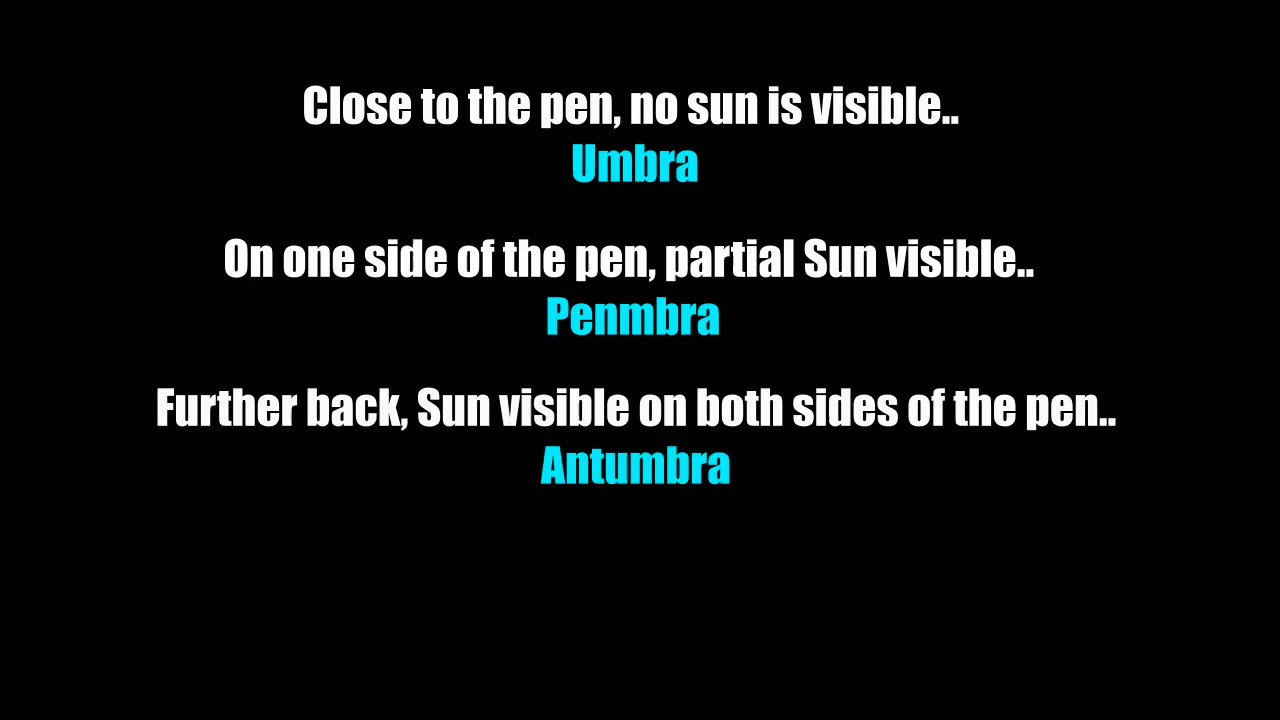 Close to the pen, no sun is visible..
Umbra
On one side of the pen, partial Sun visible..
Penmbra
Further back, Sun visible on both sides of the pen..
Antumbra